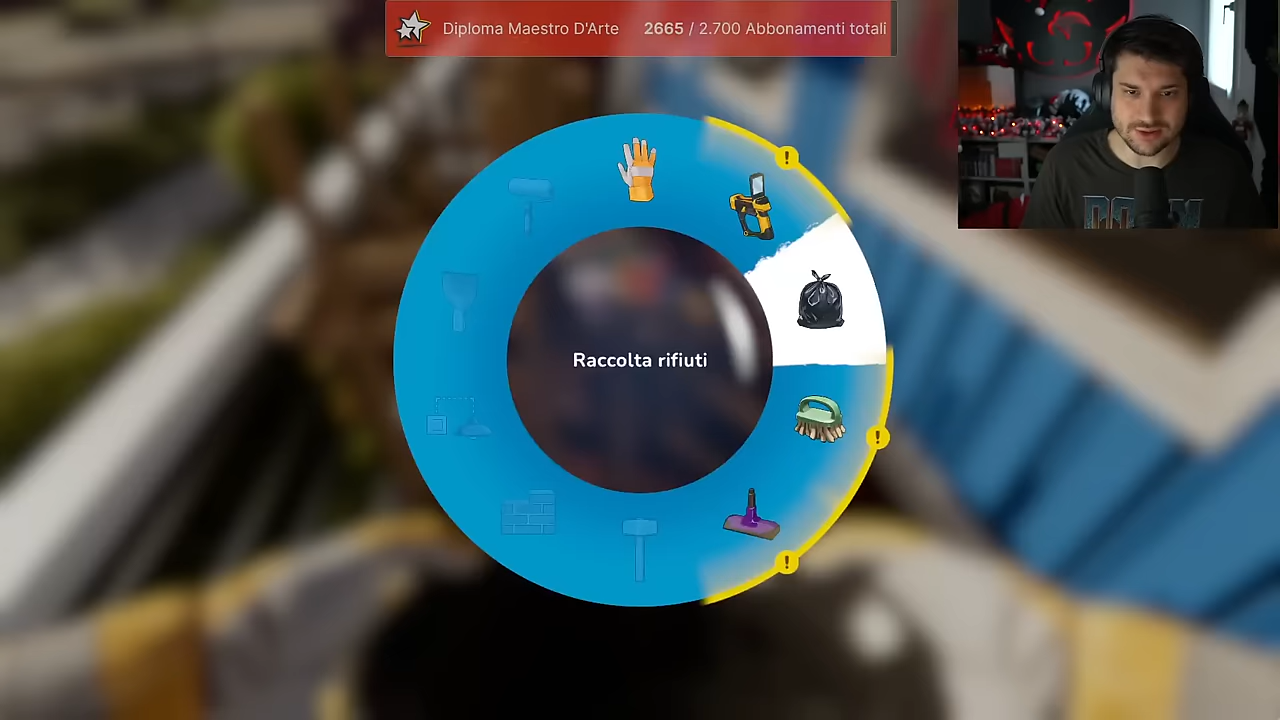 Diploma Maestro D'Arte 2665 / 2.700 Abbonamenti totali
Raccolta rifiuti